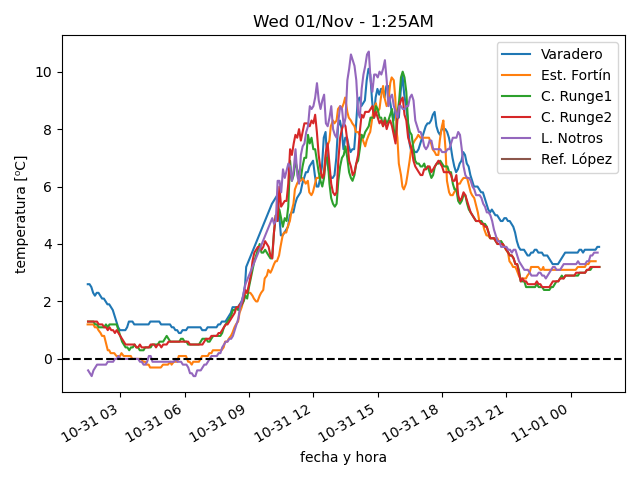 Wed 01/Nov - 1:25AM
temperatura [ºC]
10
8
6
4
2
0
Varadero
Est. Fortín
C. Runge1
C. Runge2
L. Notros
Ref. López
10-31 03
10-31 06
10-31 09
10-31 12
10-31 15
10-31 18
10-31 21
11-01 00
fecha y hora